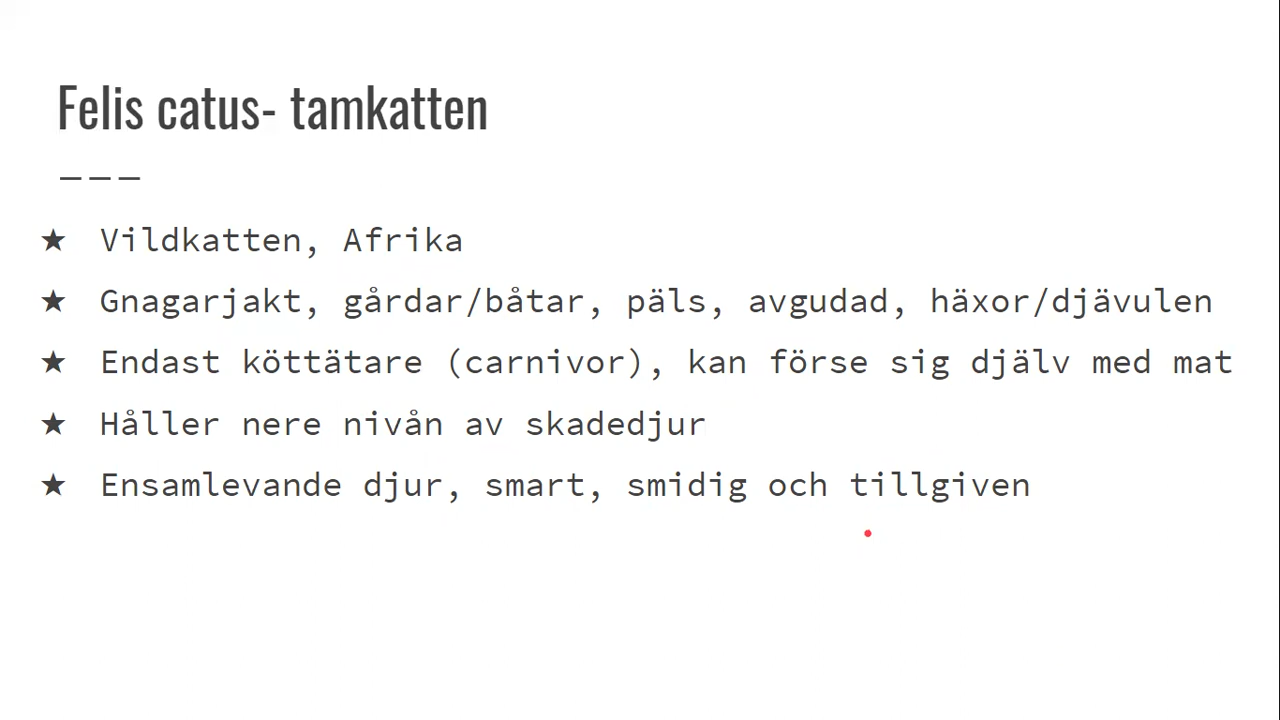 Felis catus- tamkatten
★ Vildkatten, Afrika
★ Gnagarjakt, gårdar/båtar, päls, avgudad, häxor/djävulen
★ Endast köttätare (carnivor), kan förse sig djälv med mat
★ Håller nere nivån av skadedjur
★ Ensamlevande djur, smart, smidig och tillgiven